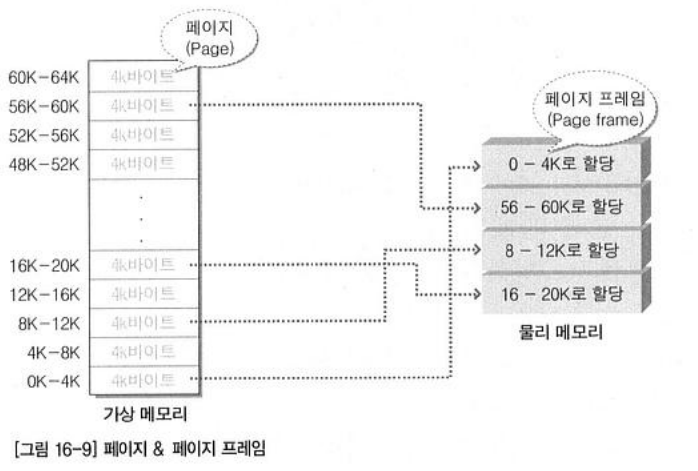 페이지
(Page)
60K-64K 4k바이트
56K-60K 4k바이트
52K-56K 4k바이트
48K-52K 4k바이트
.
.
.
16K-20K 4k바이트
12K-16K 4k바이트
8K-12K 4k바이트
4K-8K 4k바이트
0K-4K 4k바이트
가상 메모리
페이지 프레임
(Page frame)
0 - 4K로 할당
56 - 60K로 할당
8 - 12K로 할당
16 - 20K로 할당
물리 메모리
[그림 16-9] 페이지 & 페이지 프레임